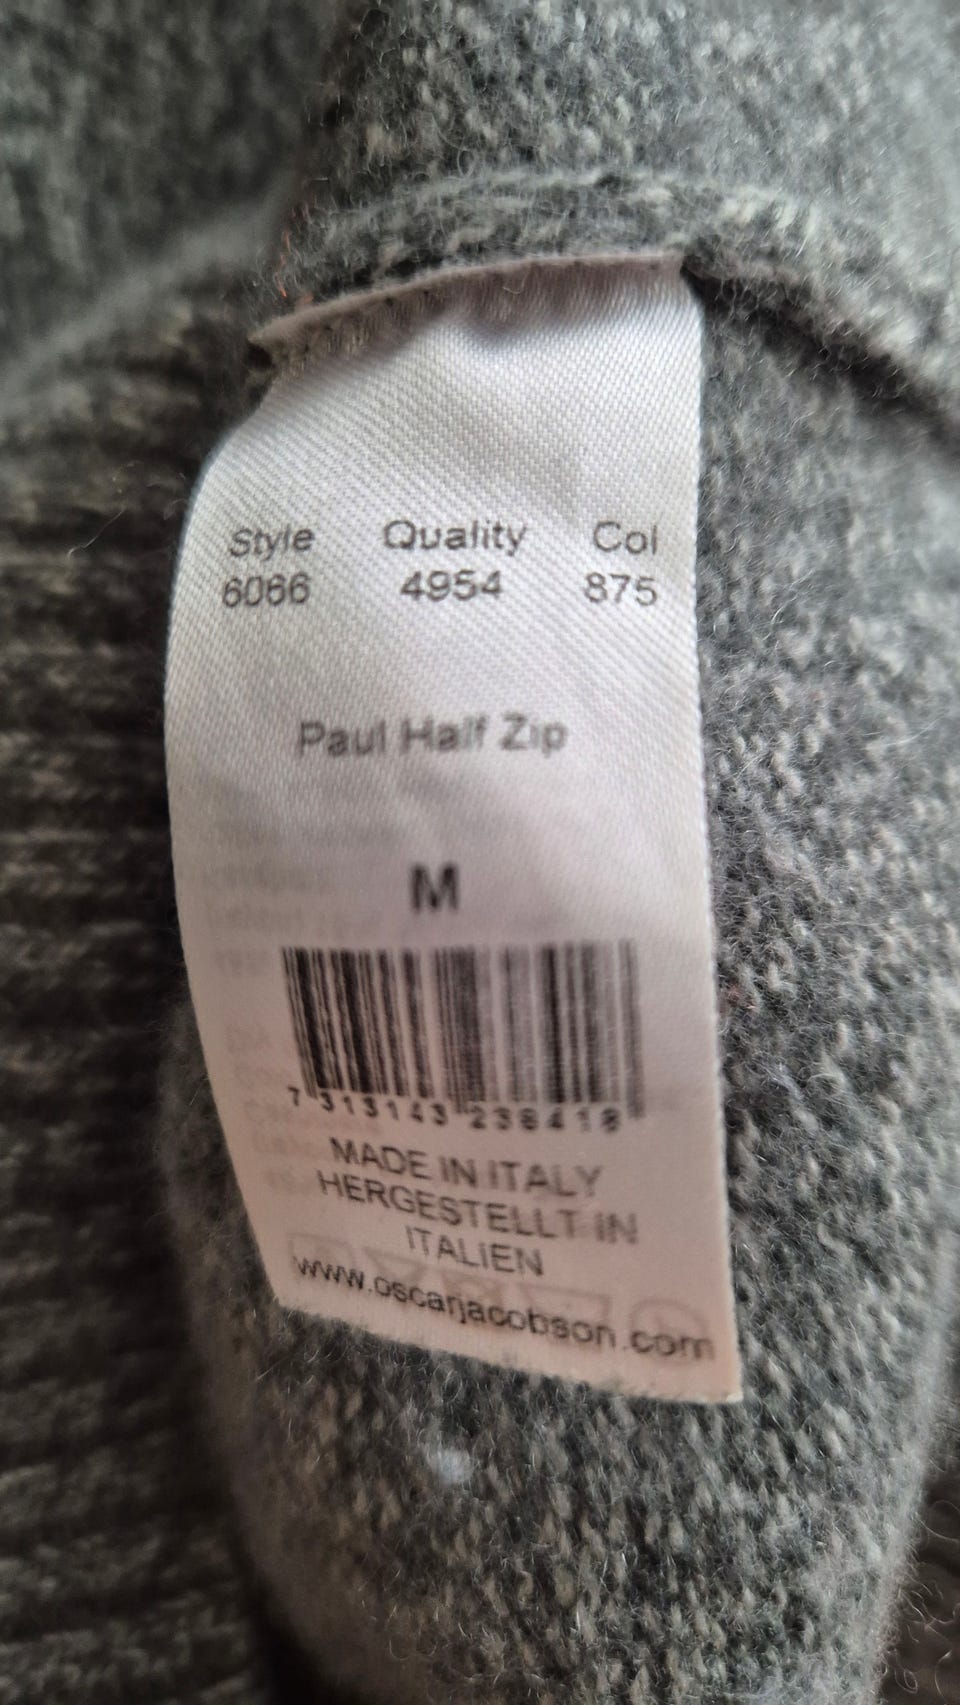 Style Quality Col
6066 4954 875
Paul Half Zip
M
7 313143 238418
MADE IN ITALY
HERGESTELLT IN
ITALIEN
www.oscarjacobson.com